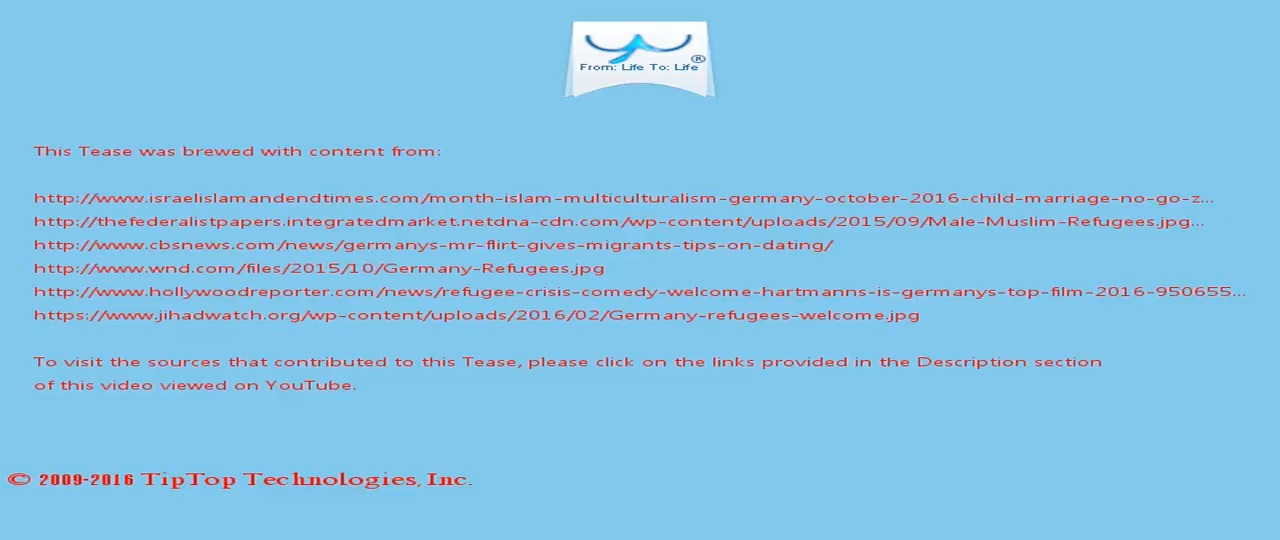 From: Life To: Life ®
This Tease was brewed with content from:
http://www.israelislamandendtimes.com/month-islam-multiculturalism-germany-october-2016-child-marriage-no-go-z...
http://thefederalistpapers.integratedmarket.netdna-cdn.com/wp-content/uploads/2015/09/Male-Muslim-Refugees.jpg...
http://www.cbsnews.com/news/germanys-mr-flirt-gives-migrants-tips-on-dating/
http://www.wnd.com/files/2015/10/Germany-Refugees.jpg
http://www.hollywoodreporter.com/news/refugee-crisis-comedy-welcome-hartmanns-is-germanys-top-film-2016-950655...
https://www.jihadwatch.org/wp-content/uploads/2016/02/Germany-refugees-welcome.jpg
To visit the sources that contributed to this Tease, please click on the links provided in the Description section
of this video viewed on YouTube.
© 2009-2016 TipTop Technologies, Inc.